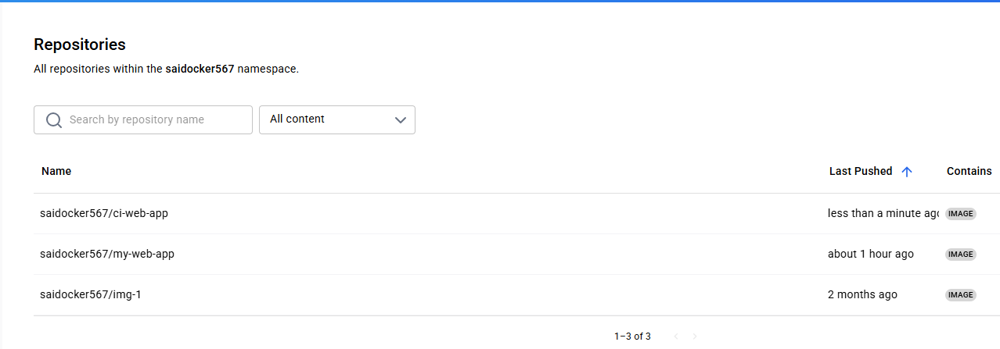 Repositories
All repositories within the saidocker567 namespace.
Search by repository name
All content
Name Last Pushed Contains
saidocker567/ci-web-app less than a minute ago IMAGE
saidocker567/my-web-app about 1 hour ago IMAGE
saidocker567/img-1 2 months ago IMAGE
1–3 of 3